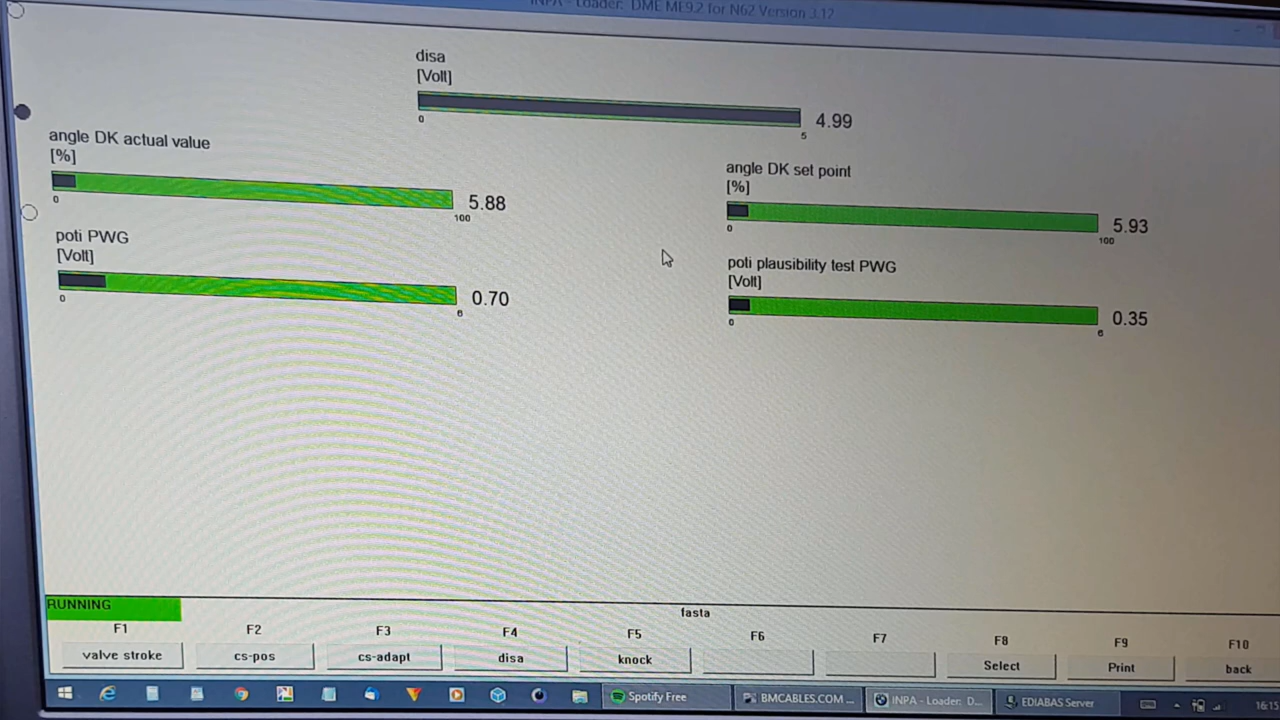 INPA - Loader: DME ME9.2 for N62 Version 3.12
disa
[Volt]
4.99
0
5
angle DK actual value
[%]
5.88
0
100
angle DK set point
[%]
5.93
0
100
poti PWG
[Volt]
0.70
0
6
poti plausibility test PWG
[Volt]
0.35
0
6
RUNNING
fasta
F1 F2 F3 F4 F5 F6 F7 F8 F9 F10
valve stroke cs-pos cs-adapt disa knock Select Print back
Spotify Free BMCABLES.COM ... INPA - Loader: D... EDIABAS Server 16:15